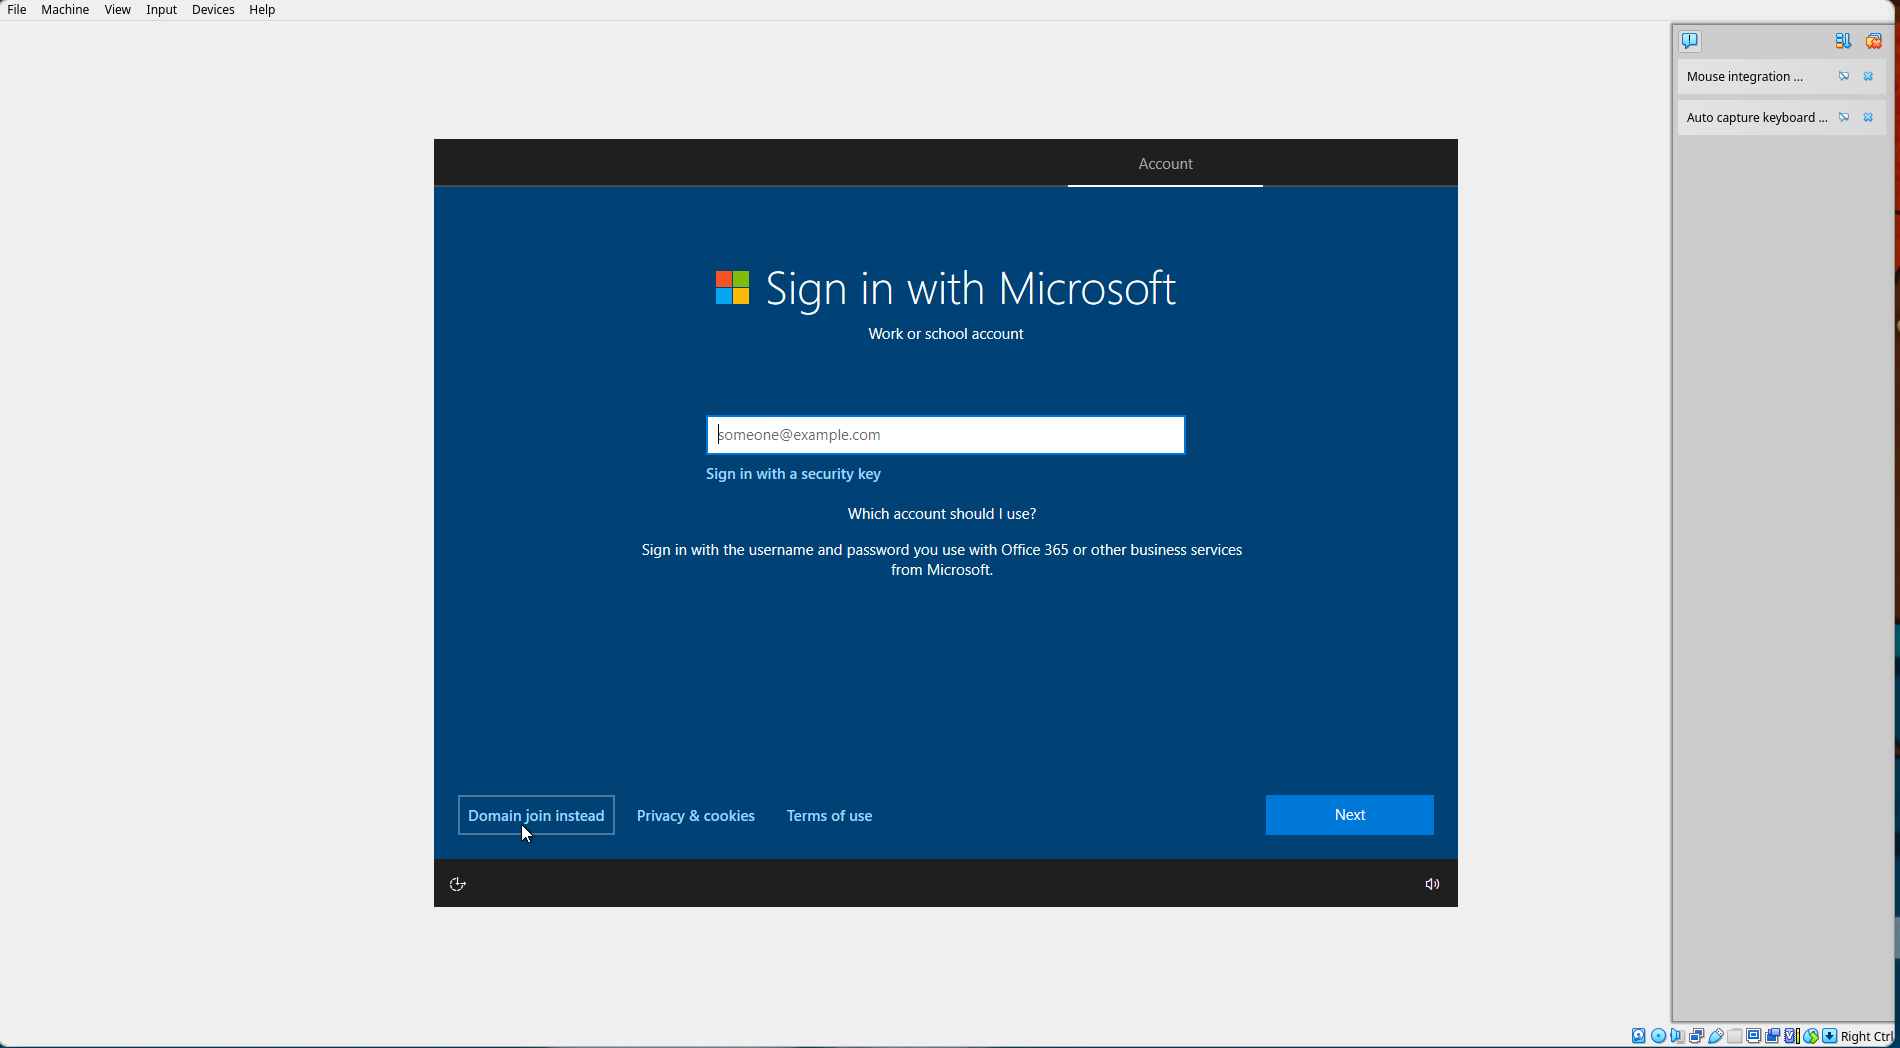 File Machine View Input Devices Help
Mouse integration ...
Auto capture keyboard ...
Account
Sign in with Microsoft
Work or school account
someone@example.com
Sign in with a security key
Which account should I use?
Sign in with the username and password you use with Office 365 or other business services
from Microsoft.
Domain join instead Privacy & cookies Terms of use Next
Right Ctrl